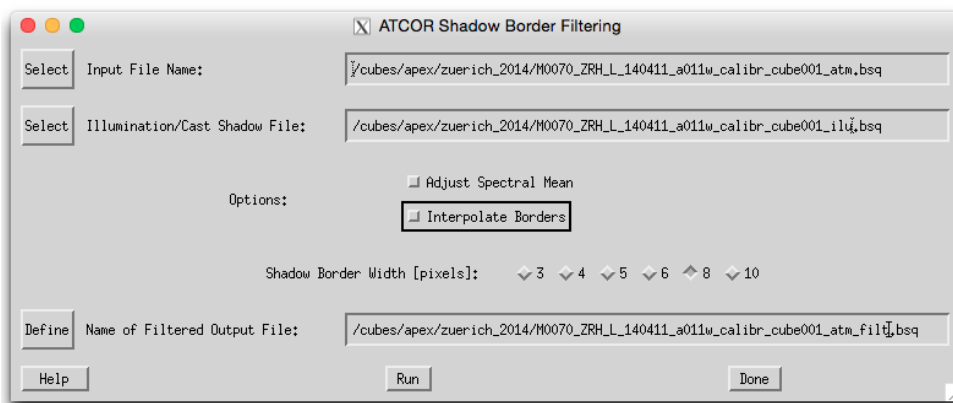 ATCOR Shadow Border Filtering
Select Input File Name: /cubes/apex/zuerich_2014/M0070_ZRH_L_140411_a011w_calibr_cube001_atm.bsq
Select Illumination/Cast Shadow File: /cubes/apex/zuerich_2014/M0070_ZRH_L_140411_a011w_calibr_cube001_ilu.bsq
Options:
Adjust Spectral Mean
Interpolate Borders
Shadow Border Width [pixels]: 3 4 5 6 8 10
Define Name of Filtered Output File: /cubes/apex/zuerich_2014/M0070_ZRH_L_140411_a011w_calibr_cube001_atm_filt.bsq
Help Run Done